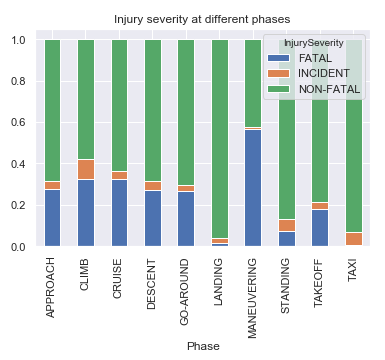 Injury severity at different phases
InjurySeverity
FATAL
INCIDENT
NON-FATAL
1.0
0.8
0.6
0.4
0.2
0.0
APPROACH
CLIMB
CRUISE
DESCENT
GO-AROUND
LANDING
MANEUVERING
STANDING
TAKEOFF
TAXI
Phase